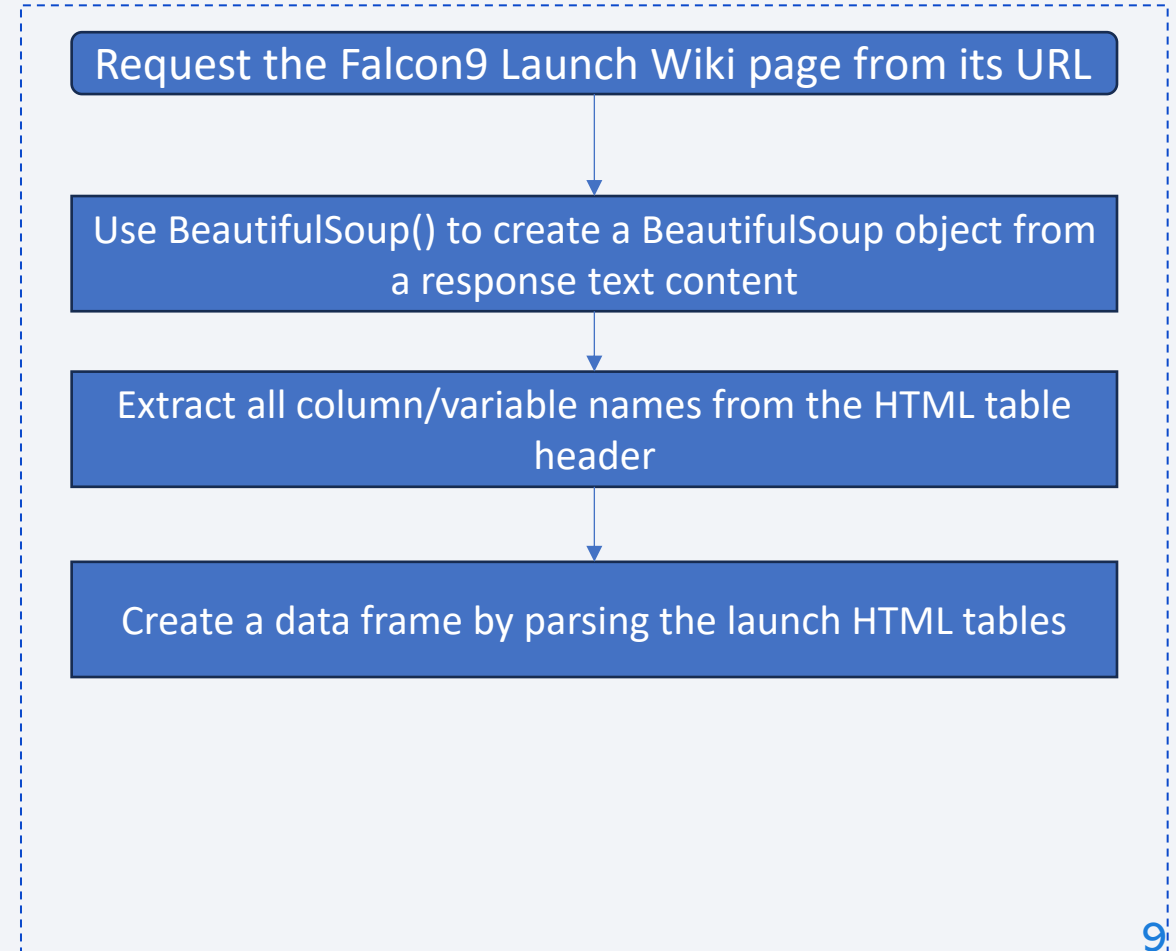 Request the Falcon9 Launch Wiki page from its URL
Use BeautifulSoup() to create a BeautifulSoup object from
a response text content
Extract all column/variable names from the HTML table
header
Create a data frame by parsing the launch HTML tables
9